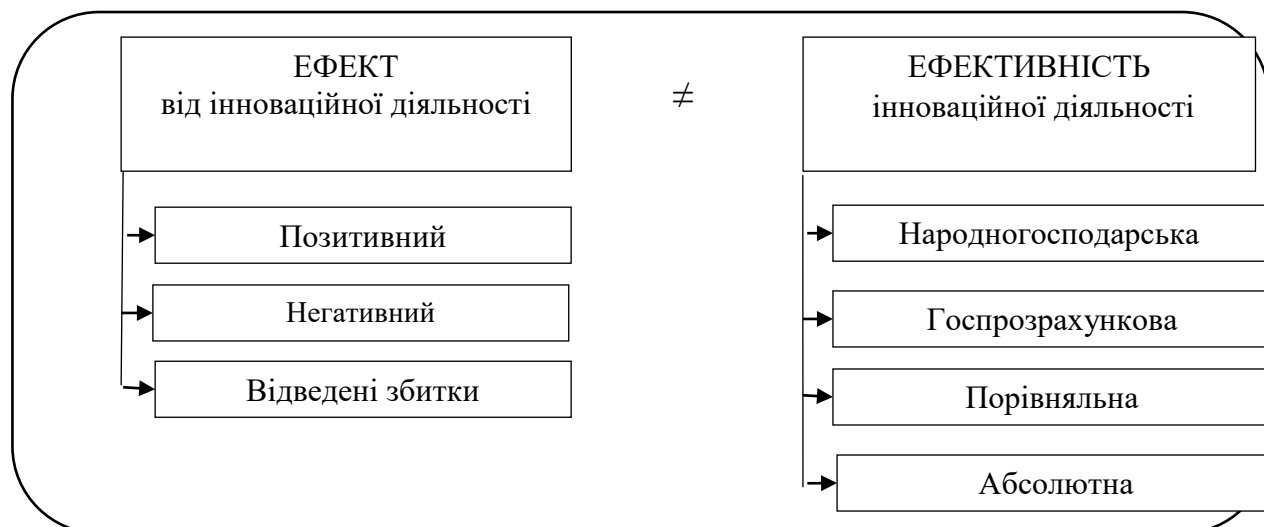 ЕФЕКТ
від інноваційної діяльності
Позитивний
Негативний
Відведені збитки
≠
ЕФЕКТИВНІСТЬ
інноваційної діяльності
Народногосподарська
Госпрозрахункова
Порівняльна
Абсолютна